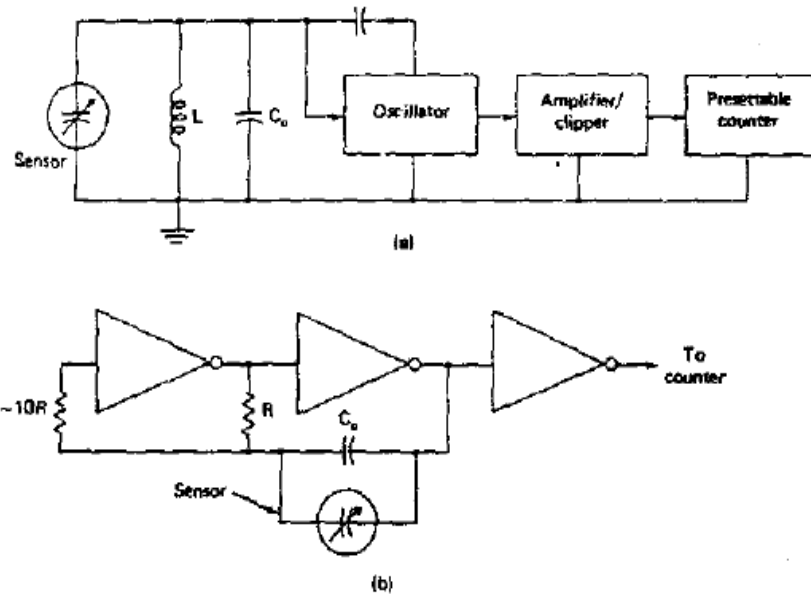 Oscillator
Amplifier/
clipper
Presettable
counter
L
C₀
Sensor
(a)
~10R
R
C₀
To
counter
Sensor
(b)